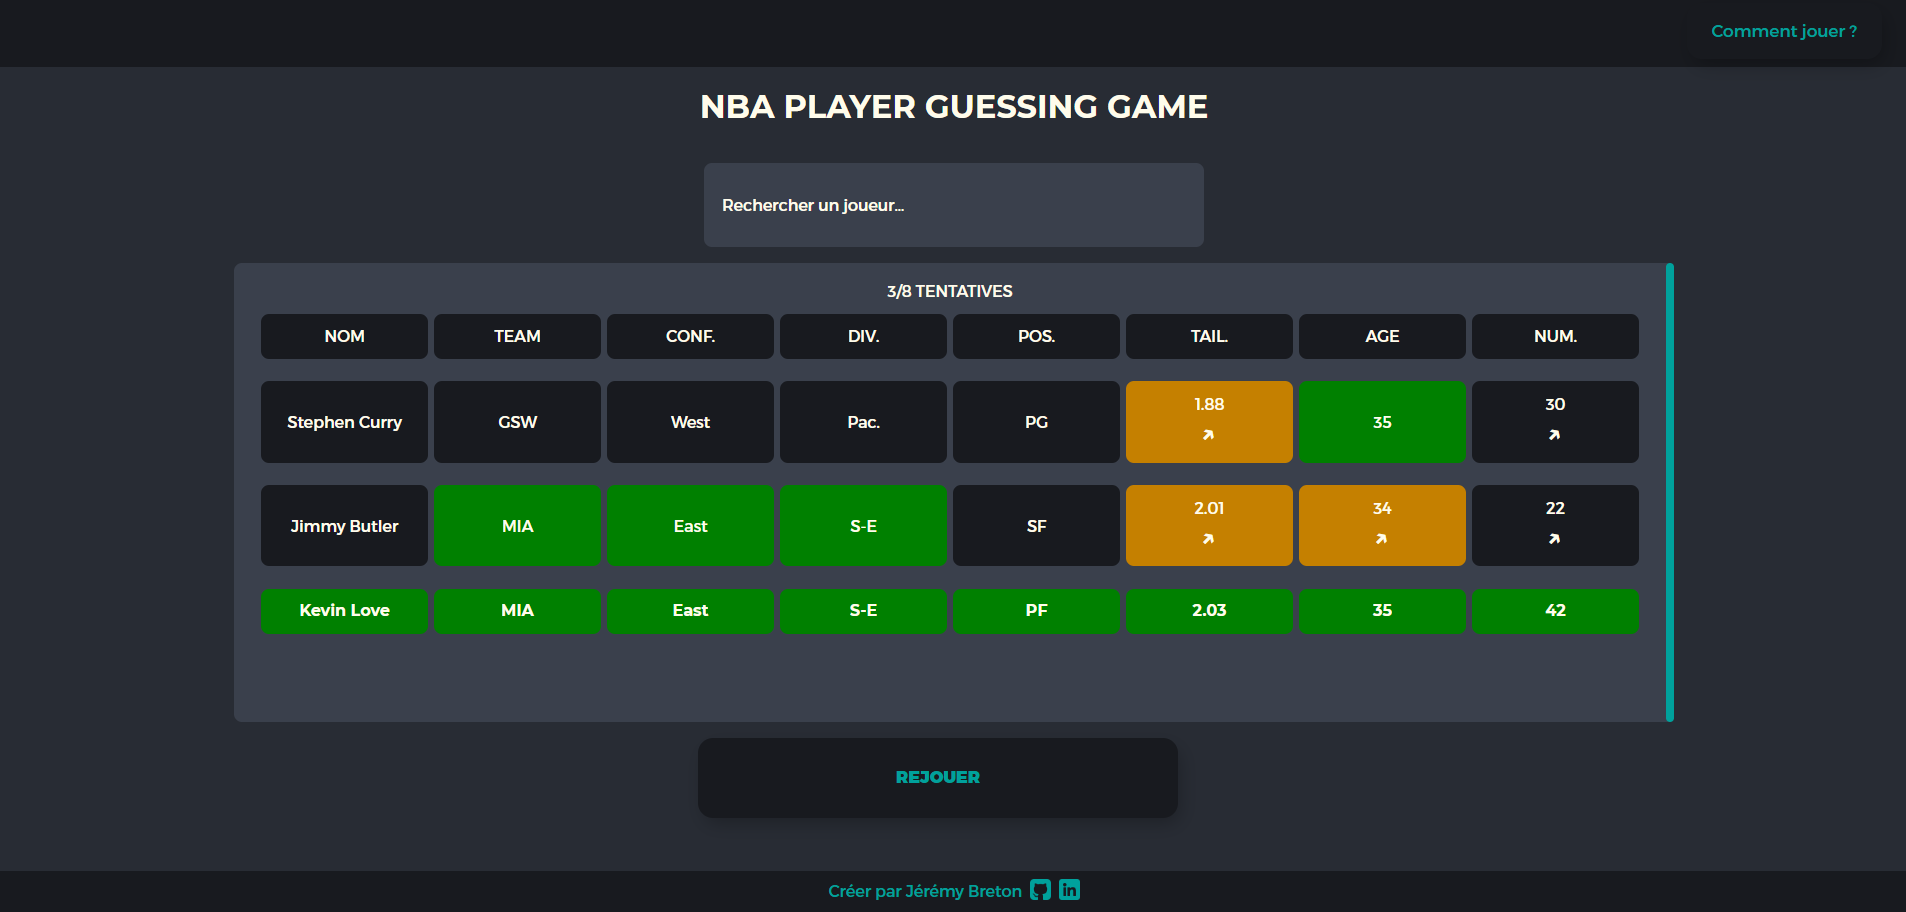 Comment jouer ?
NBA PLAYER GUESSING GAME
Rechercher un joueur...
3/8 TENTATIVES
NOM TEAM CONF. DIV. POS. TAIL. AGE NUM.
Stephen Curry GSW West Pac. PG 1.88 35 30
Jimmy Butler MIA East S-E SF 2.01 34 22
Kevin Love MIA East S-E PF 2.03 35 42
REJOUER
Créer par Jérémy Breton in